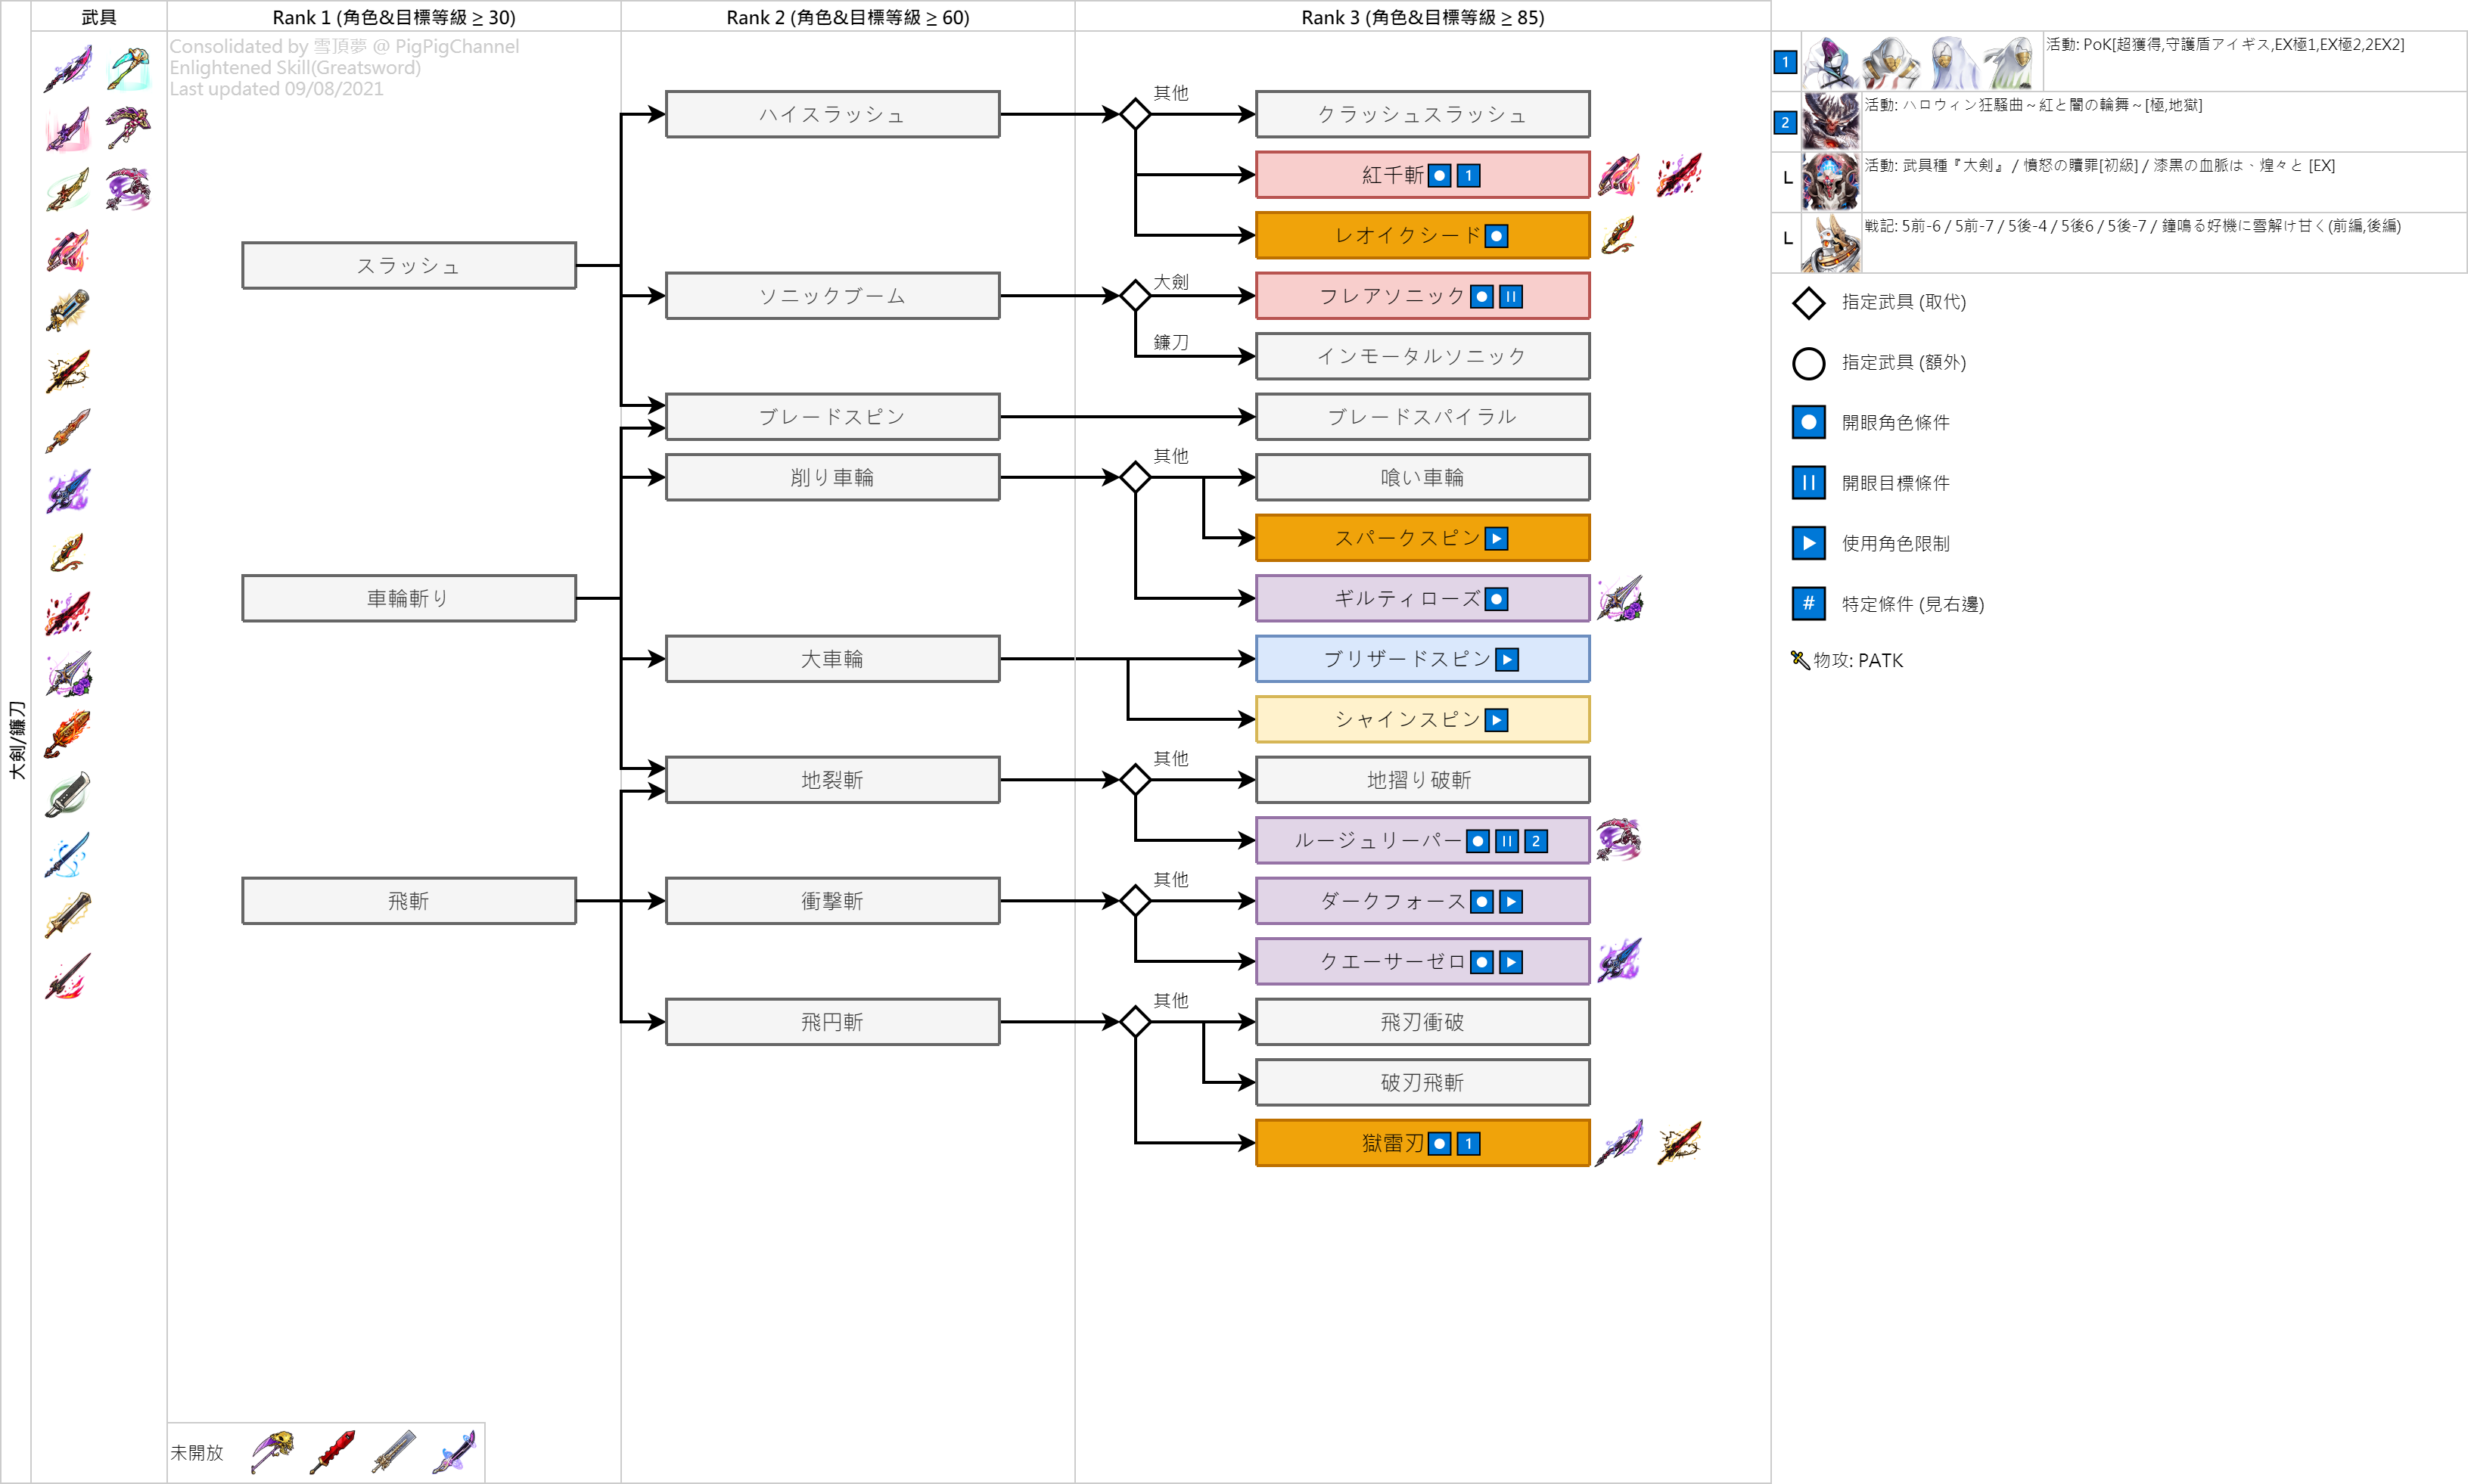 武具
Rank 1 (角色&目標等級 ≥ 30)
Rank 2 (角色&目標等級 ≥ 60)
Rank 3 (角色&目標等級 ≥ 85)
Consolidated by 雪頂夢 @ PigPigChannel
Enlightened Skill(Greatsword)
Last updated 09/08/2021
大剣/鐮刀
スラッシュ
車輪斬り
飛斬
ハイスラッシュ
ソニックブーム
ブレードスピン
削り車輪
大車輪
地裂斬
衝撃斬
飛円斬
其他
クラッシュスラッシュ
紅千斬 1
レオイクシード
大劍
フレアソニック
鐮刀
インモータルソニック
ブレードスパイラル
其他
喰い車輪
スパークスピン
ギルティローズ
ブリザードスピン
シャインスピン
其他
地摺り破斬
ルージュリーパー 2
其他
ダークフォース
クエーサーゼロ
其他
飛刃衝破
破刃飛斬
獄雷刃 1
未開放
1
活動: PoK[超獲得,守護盾アイギス,EX極1,EX極2,2EX2]
2
活動: ハロウィン狂騒曲～紅と闇の輪舞～[極,地獄]
L
活動: 武具種『大剣』 / 憤怒の贖罪[初級] / 漆黒の血脈は、煌々と [EX]
L
戦記: 5前-6 / 5前-7 / 5後-4 / 5後6 / 5後-7 / 鐘鳴る好機に雪解け甘く(前編,後編)
指定武具 (取代)
指定武具 (額外)
開眼角色條件
開眼目標條件
使用角色限制
# 特定條件 (見右邊)
物攻: PATK